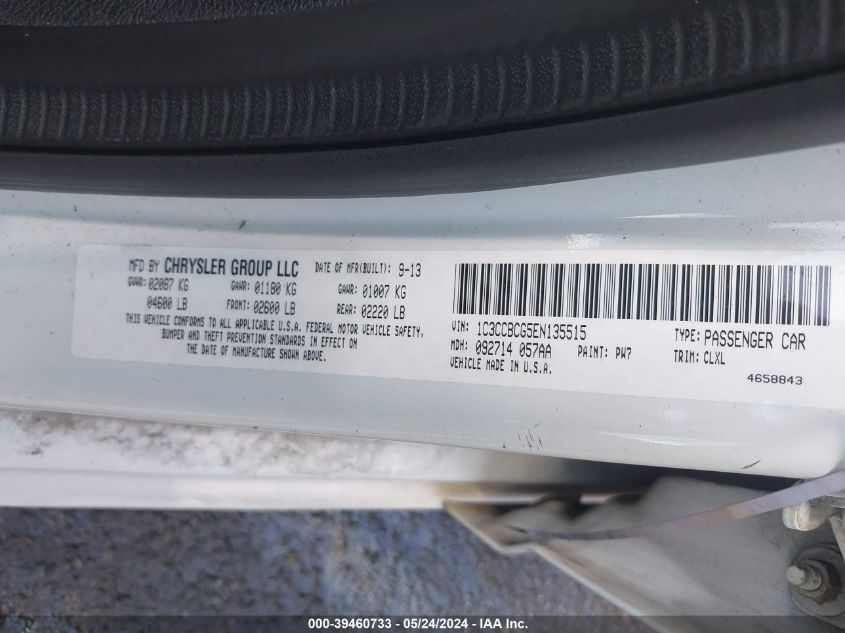 MFD BY CHRYSLER GROUP LLC DATE OF MFR(BUILT): 9-13
GVWR: 02087 KG GAWR: 01180 KG GAWR: 01007 KG
04600 LB FRONT: 02600 LB REAR: 02220 LB
THIS VEHICLE CONFORMS TO ALL APPLICABLE U.S.A. FEDERAL MOTOR VEHICLE SAFETY,
BUMPER AND THEFT PREVENTION STANDARDS IN EFFECT ON
THE DATE OF MANUFACTURE SHOWN ABOVE.
VIN: 1C3CCBCG5EN135515 TYPE: PASSENGER CAR
MDH: 092714 057AA PAINT: PW7 TRIM: CLXL
VEHICLE MADE IN U.S.A.
4658843
000-39460733 - 05/24/2024 - 1 - IAA Inc.